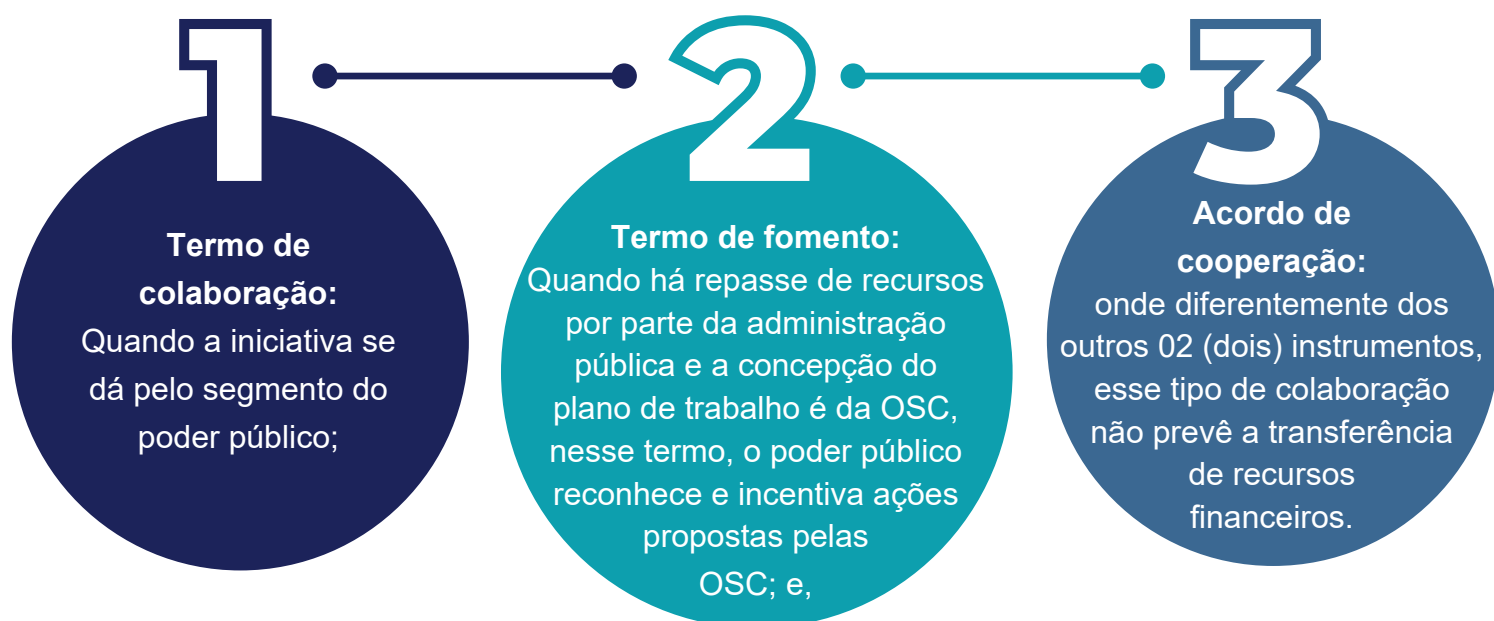 1
Termo de
colaboração:
Quando a iniciativa se
dá pelo segmento do
poder público;
2
Termo de fomento:
Quando há repasse de recursos
por parte da administração
pública e a concepção do
plano de trabalho é da OSC,
nesse termo, o poder público
reconhece e incentiva ações
propostas pelas
OSC; e,
3
Acordo de
cooperação:
onde diferentemente dos
outros 02 (dois) instrumentos,
esse tipo de colaboração
não prevê a transferência
de recursos
financeiros.